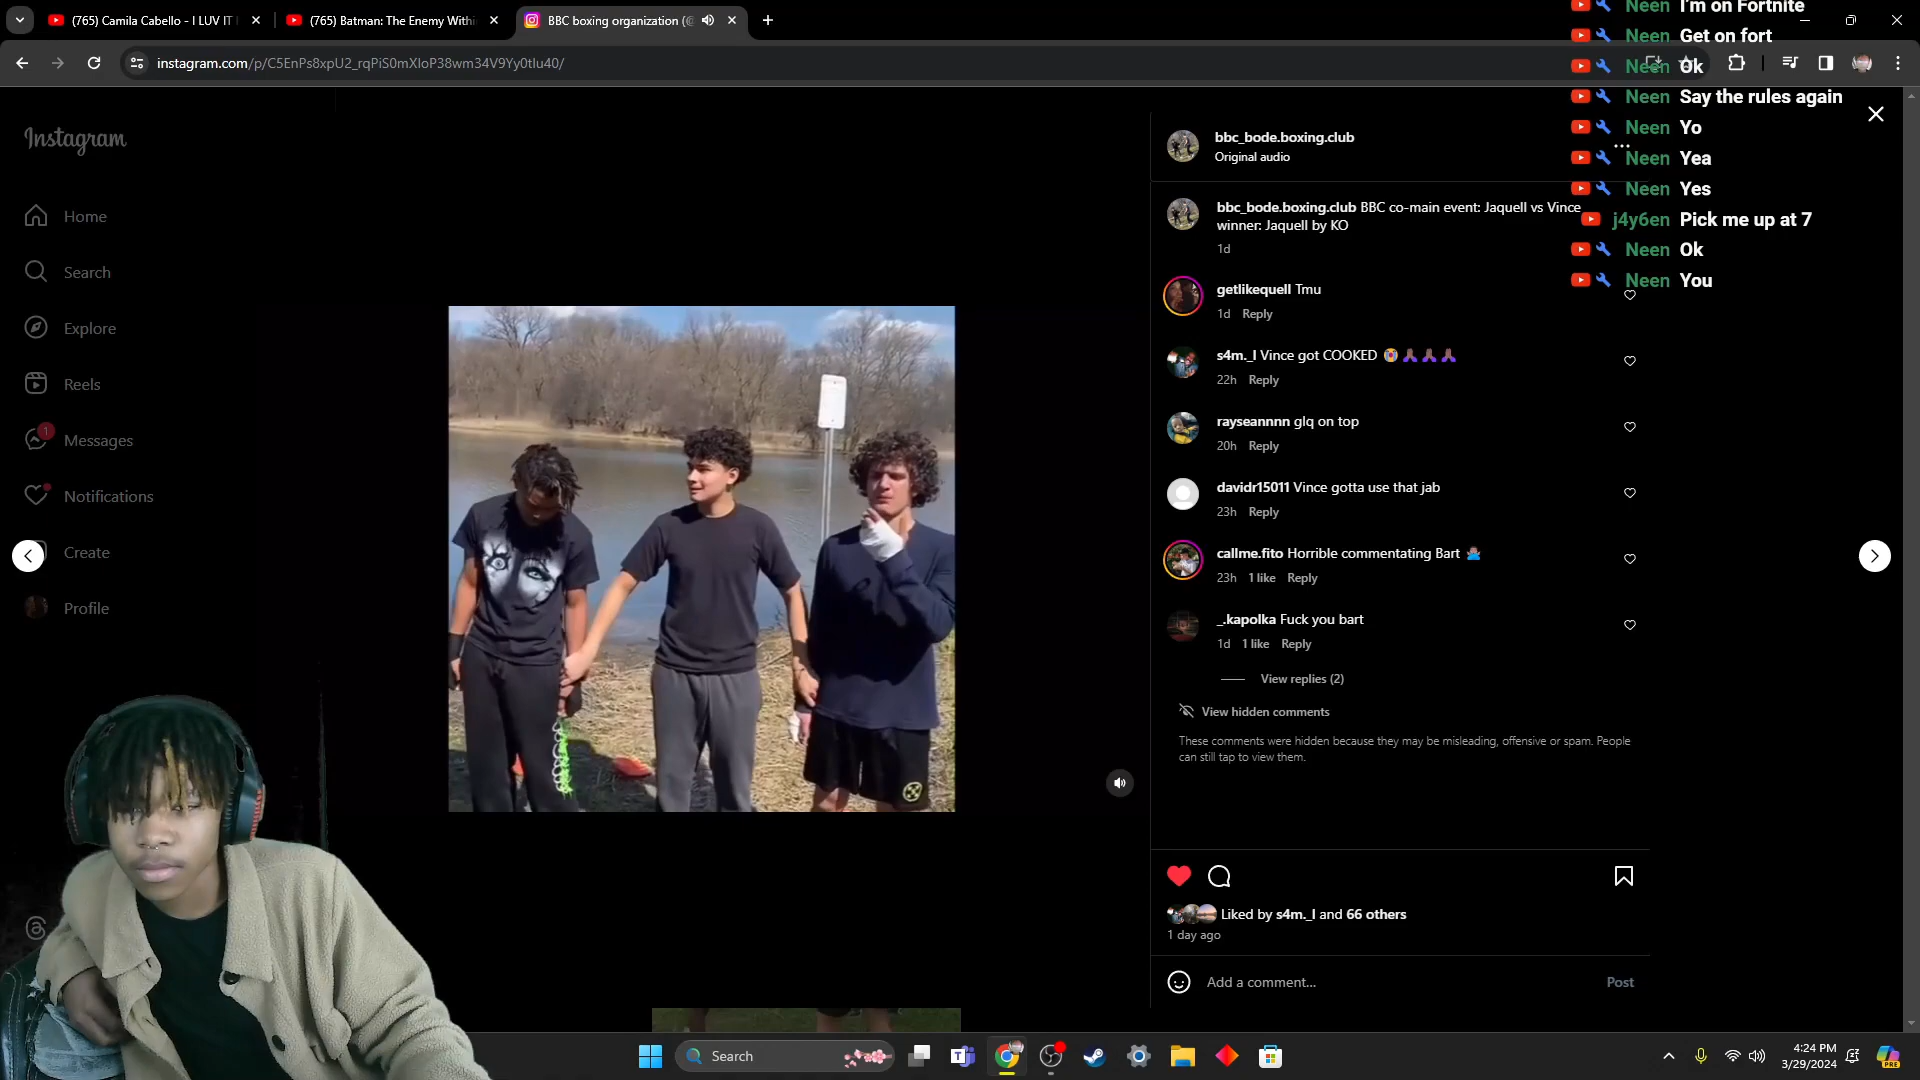 (765) Camila Cabello - I LUV IT
(765) Batman: The Enemy Withi
BBC boxing organization (@
instagram.com/p/C5EnPs8xpU2_rqPiS0mXIoP38wm34V9Yy0tIu40/
Neen I'm on Fortnite
Neen Get on fort
Neen Ok
Neen Say the rules again
Neen Yo
Neen Yea
Neen Yes
j4y6en Pick me up at 7
Neen Ok
Neen You
Instagram
Home
Search
Explore
Reels
1
Messages
Notifications
Create
Profile
bbc_bode.boxing.club
Original audio
bbc_bode.boxing.club BBC co-main event: Jaquell vs Vince
winner: Jaquell by KO
1d
getlikequell Tmu
1d Reply
s4m._l Vince got COOKED 😭🙏🏾🙏🏾🙏🏾
22h Reply
rayseannnn glq on top
20h Reply
davidr15011 Vince gotta use that jab
23h Reply
callme.fito Horrible commentating Bart
23h 1 like Reply
_.kapolka Fuck you bart
1d 1 like Reply
View replies (2)
View hidden comments
These comments were hidden because they may be misleading, offensive or spam. People
can still tap to view them.
Liked by s4m._l and 66 others
1 day ago
Add a comment...
Post
Search
4:24 PM
3/29/2024
PRE